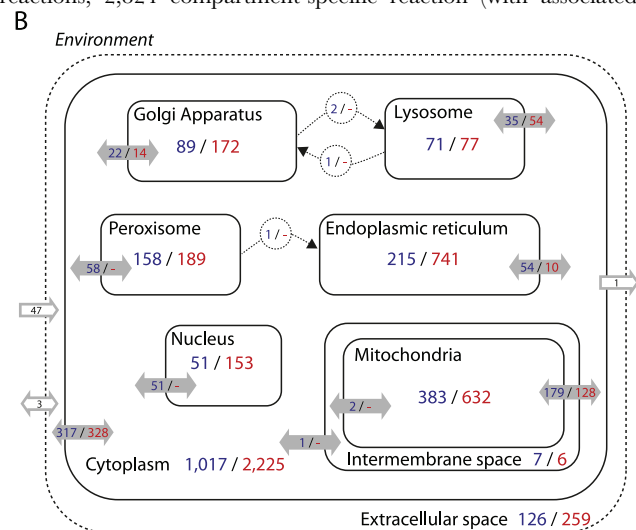 reactions, 2,824 compartment-specific reaction (with associated
B
Environment
Golgi Apparatus
89 / 172
22 / 14
2 / -
1 / -
Lysosome
71 / 77
35 / 54
Peroxisome
158 / 189
58 / -
1 / -
Endoplasmic reticulum
215 / 741
54 / 10
1
47
Nucleus
51 / 153
51 / -
Mitochondria
383 / 632
2 / -
179 / 128
3
317 / 328
1 / -
Intermembrane space 7 / 6
Cytoplasm 1,017 / 2,225
Extracellular space 126 / 259